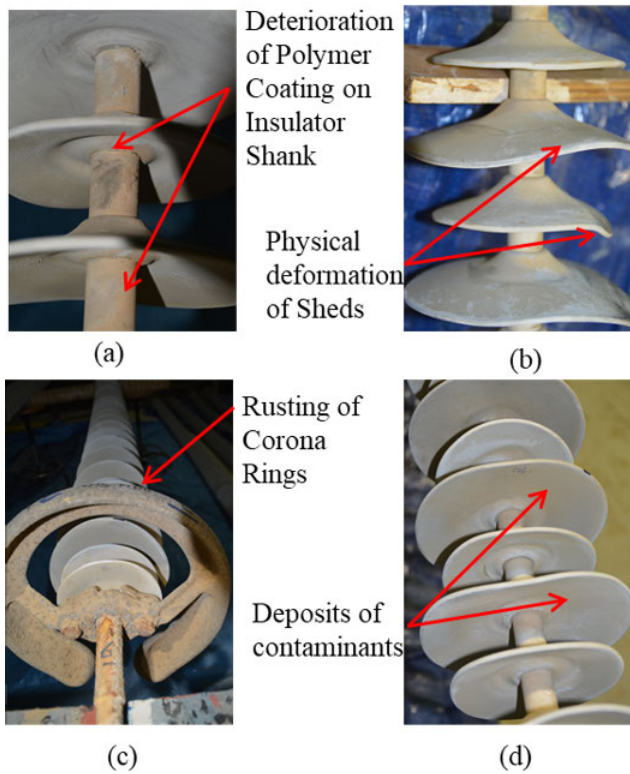 Deterioration
of Polymer
Coating on
Insulator
Shank
Physical
deformation
of Sheds
(a)
(b)
Rusting of
Corona
Rings
Deposits of
contaminants
(c)
(d)